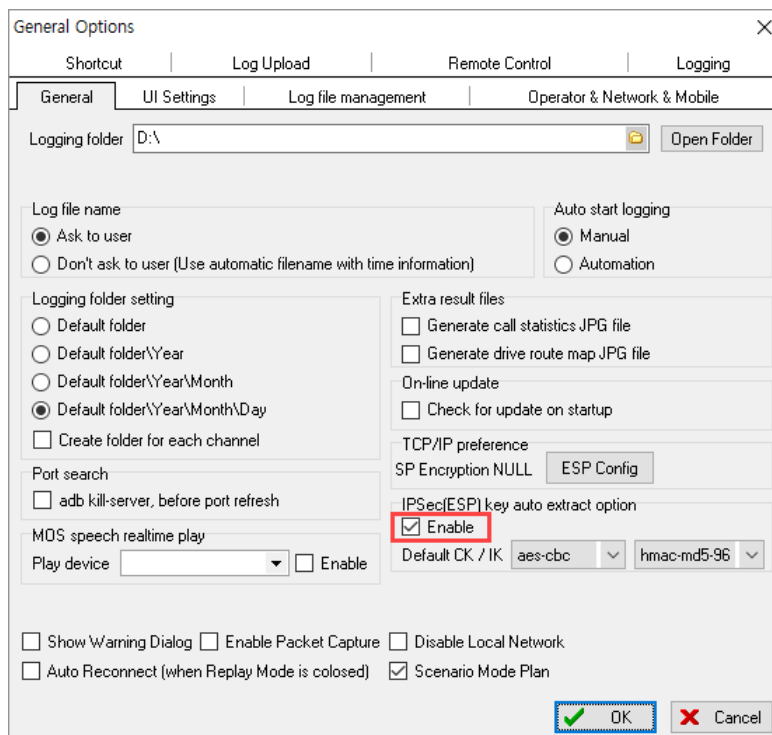 General Options
Shortcut Log Upload Remote Control Logging
General UI Settings Log file management Operator & Network & Mobile
Logging folder D:\ Open Folder
Log file name
Ask to user
Don't ask to user (Use automatic filename with time information)
Auto start logging
Manual
Automation
Logging folder setting
Default folder
Default folder\Year
Default folder\Year\Month
Default folder\Year\Month\Day
Create folder for each channel
Extra result files
Generate call statistics JPG file
Generate drive route map JPG file
On-line update
Check for update on startup
TCP/IP preference
SP Encryption NULL ESP Config
Port search
adb kill-server, before port refresh
IPSec(ESP) key auto extract option
Enable
Default CK / IK aes-cbc hmac-md5-96
MOS speech realtime play
Play device Enable
Show Warning Dialog Enable Packet Capture Disable Local Network
Auto Reconnect (when Replay Mode is colosed) Scenario Mode Plan
OK Cancel